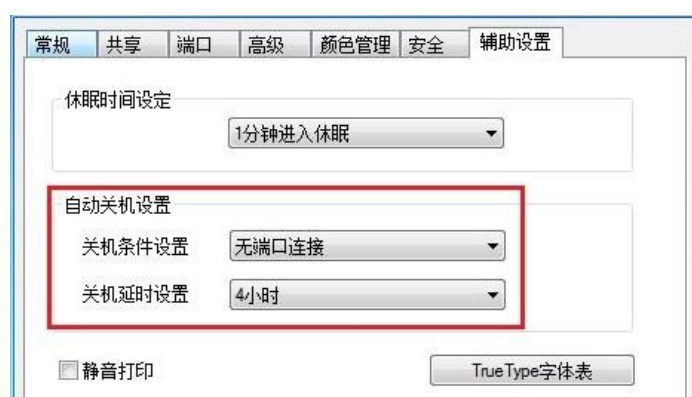 常规 共享 端口 高级 颜色管理 安全 辅助设置
休眠时间设定
1分钟进入休眠
自动关机设置
关机条件设置 无端口连接
关机延时设置 4小时
静音打印 TrueType字体表